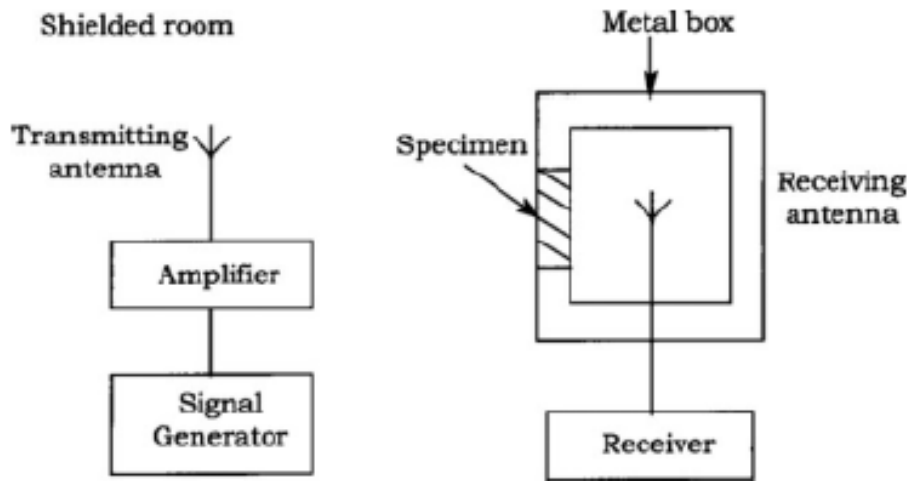 Shielded room
Metal box
Transmitting
antenna
Specimen
Receiving
antenna
Amplifier
Signal
Generator
Receiver